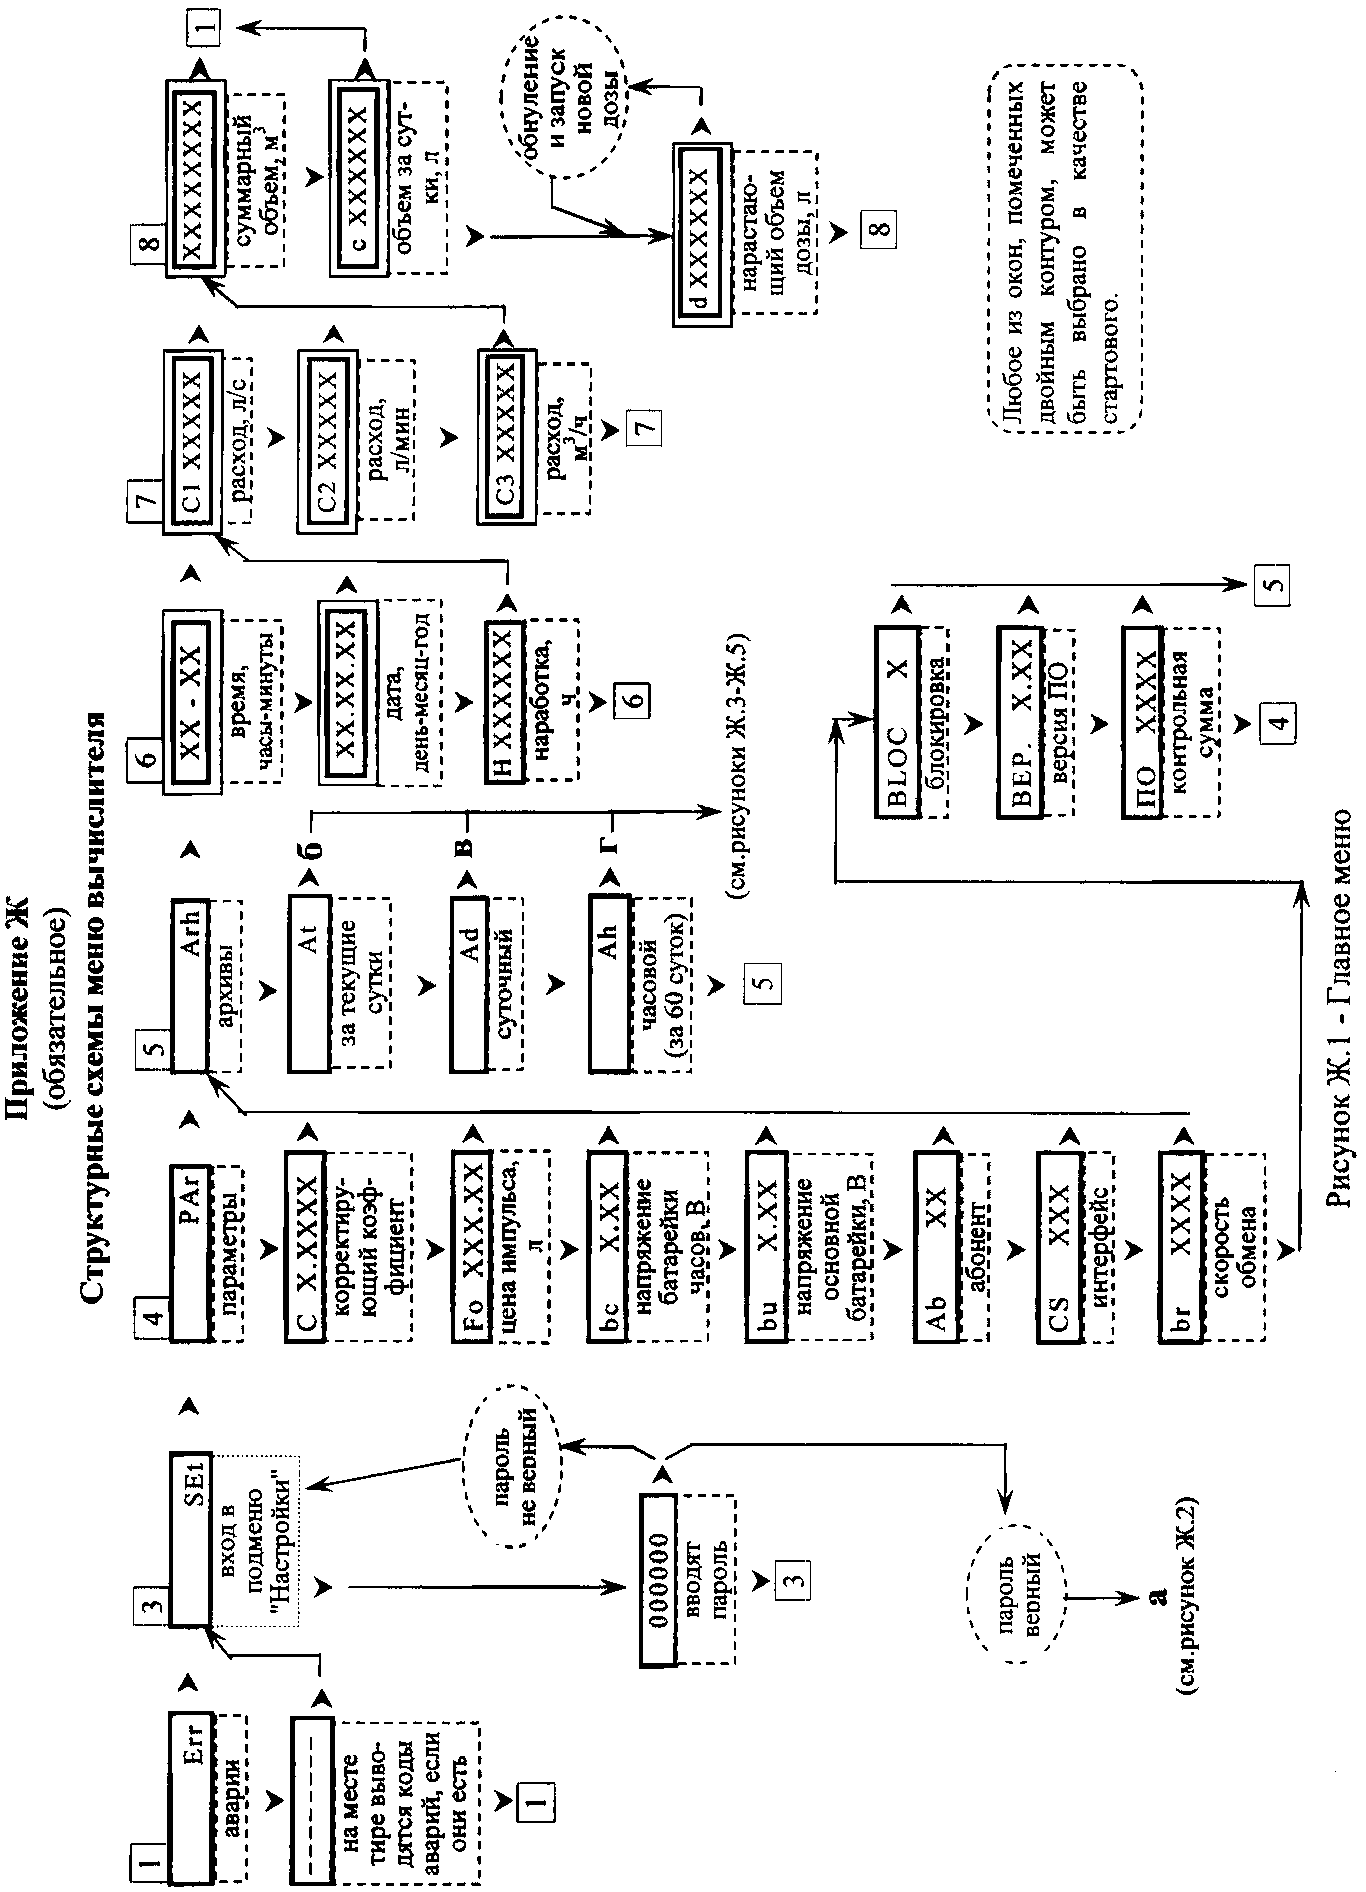 Приложение Ж
(обязательное)
Структурные схемы меню вычислителя
1
Err
аварии
– – – – – –
на месте
тире выво-
дятся коды
аварий, если
они есть
1
3
SEt
вход в
подменю
"Настройки"
пароль
не верный
000000
вводят
пароль
3
пароль
верный
а
(см.рисунок Ж.2)
4
PAr
параметры
C X.XXXX
корректиру-
ющий коэф-
фициент
Fo XXX.XX
цена импульса,
л
bc X.XX
напряжение
батарейки
часов, В
bu X.XX
напряжение
основной
батарейки, В
Ab XX
абонент
CS XXX
интерфейс
br XXXX
скорость
обмена
5
Arh
архивы
At
б
за текущие
сутки
Ad
в
суточный
Ah
г
часовой
(за 60 суток)
5
(см.рисуноки Ж.3-Ж.5)
6
XX - XX
время,
часы-минуты
XX.XX.XX
дата,
день-месяц-год
H XXXXXX
наработка,
ч
6
BLOC X
блокировка
ВЕР. X.XX
версия ПО
ПО XXXX
контрольная
сумма
4
5
7
C1 XXXXX
расход, л/с
C2 XXXXX
расход,
л/мин
C3 XXXXX
расход,
м³/ч
7
8
XXXXXXXX
суммарный
объем, м³
1
c XXXXXX
объем за сут-
ки, л
обнуление
и запуск
новой
дозы
d XXXXXX
нарастаю-
щий объем
дозы, л
8
Любое из окон, помеченных
двойным контуром, может
быть выбрано в качестве
стартового.
Рисунок Ж.1 - Главное меню